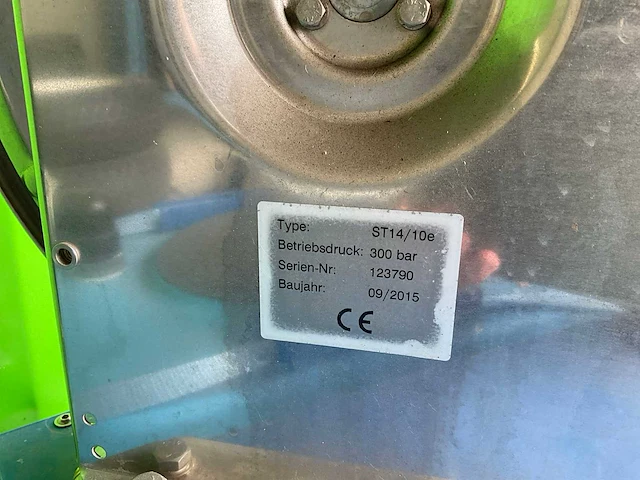 Type: ST14/10e
Betriebsdruck: 300 bar
Serien-Nr: 123790
Baujahr: 09/2015
CE